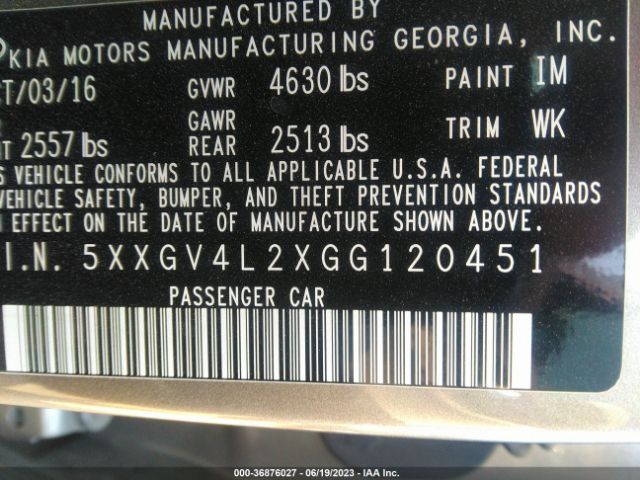 MANUFACTURED BY
KIA MOTORS MANUFACTURING GEORGIA, INC.
T/03/16 GVWR 4630 lbs PAINT IM
2557 lbs GAWR REAR 2513 lbs TRIM WK
S VEHICLE CONFORMS TO ALL APPLICABLE U.S.A. FEDERAL
VEHICLE SAFETY, BUMPER, AND THEFT PREVENTION STANDARDS
EFFECT ON THE DATE OF MANUFACTURE SHOWN ABOVE.
I.N. 5XXGV4L2XGG120451
PASSENGER CAR
000-36876027 - 06/19/2023 - IAA Inc.